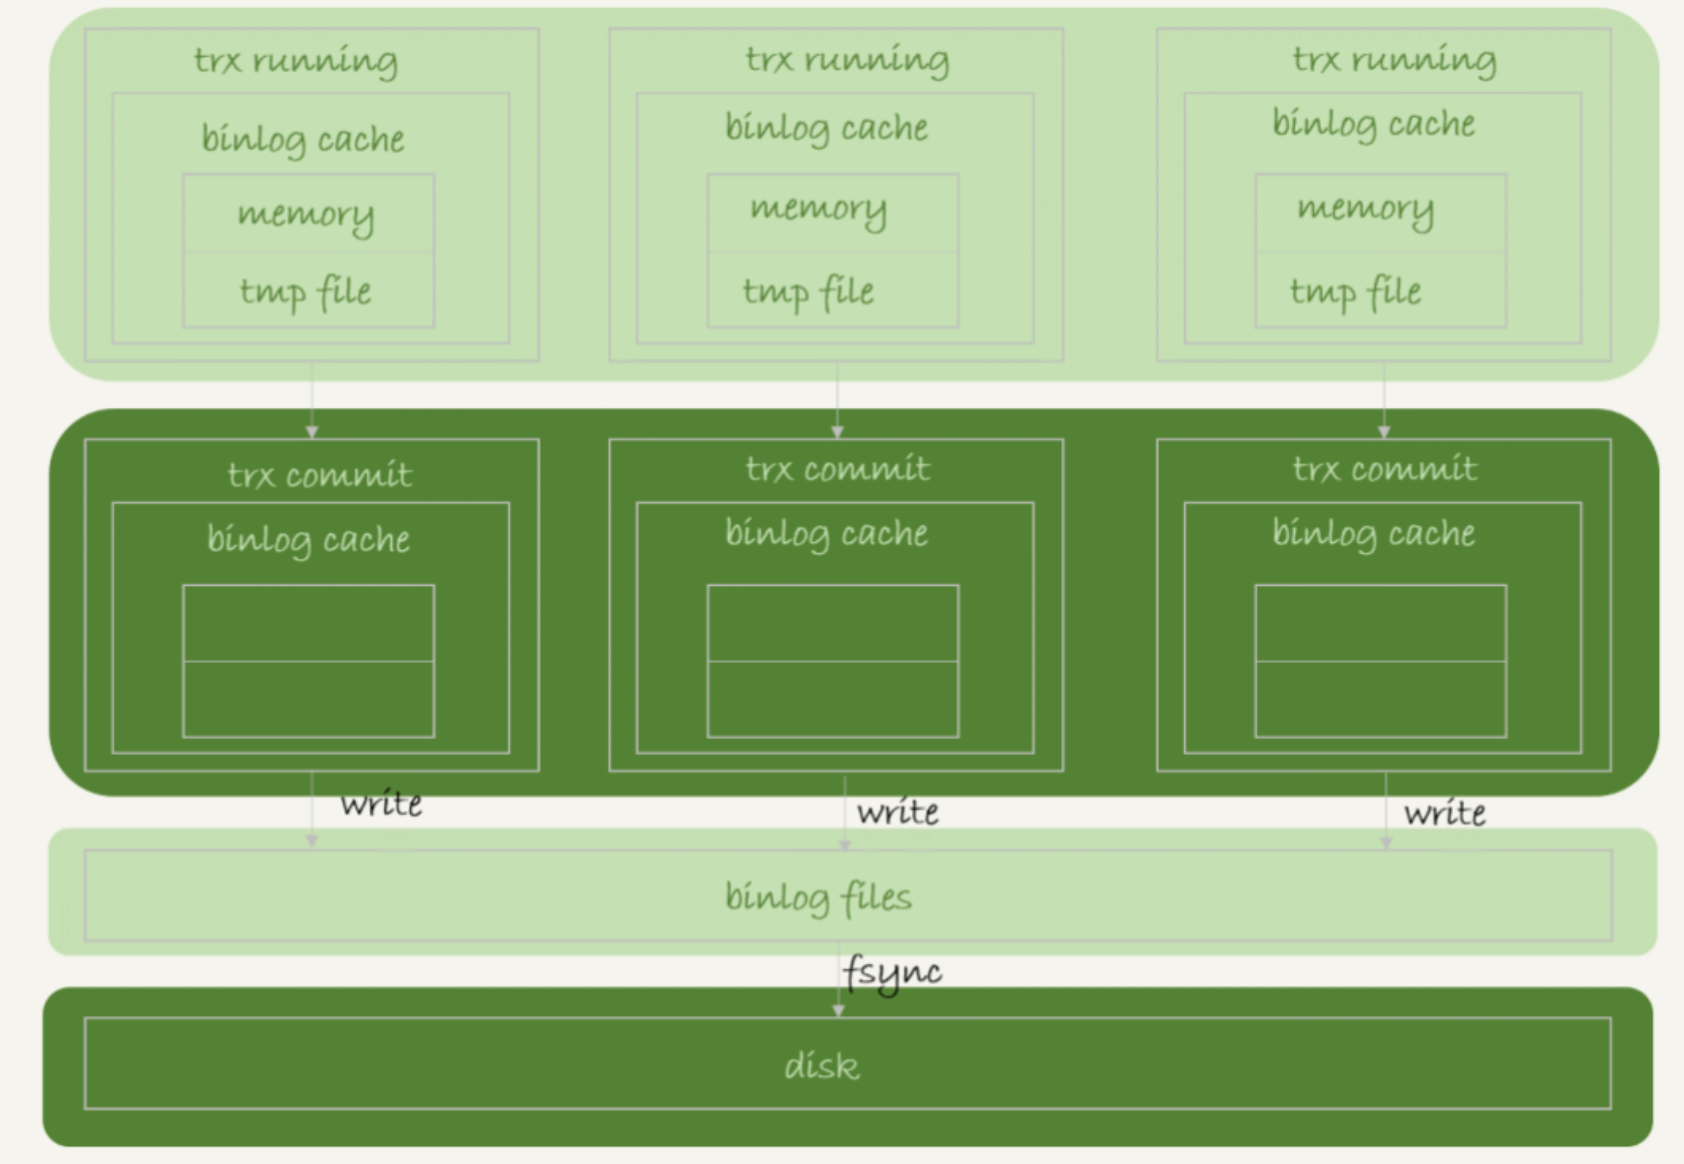 trx running
trx running
trx running
binlog cache
binlog cache
binlog cache
memory
memory
memory
tmp file
tmp file
tmp file
trx commit
trx commit
trx commit
binlog cache
binlog cache
binlog cache
write
write
write
binlog files
fsync
disk